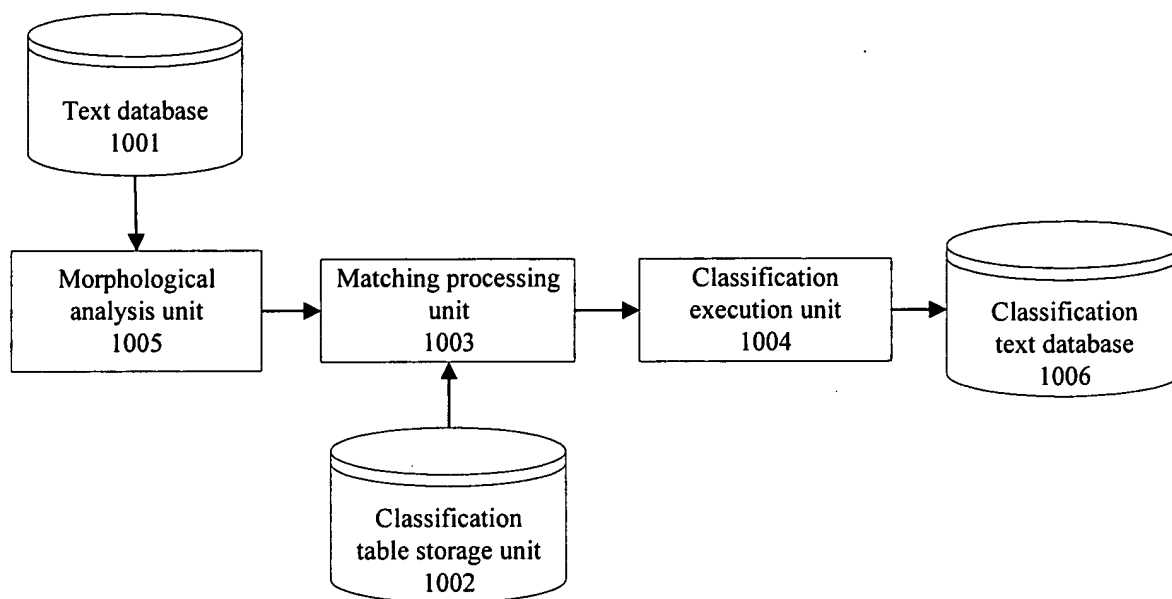 Text database
1001
Morphological
analysis unit
1005
Matching processing
unit
1003
Classification
execution unit
1004
Classification
text database
1006
Classification
table storage unit
1002